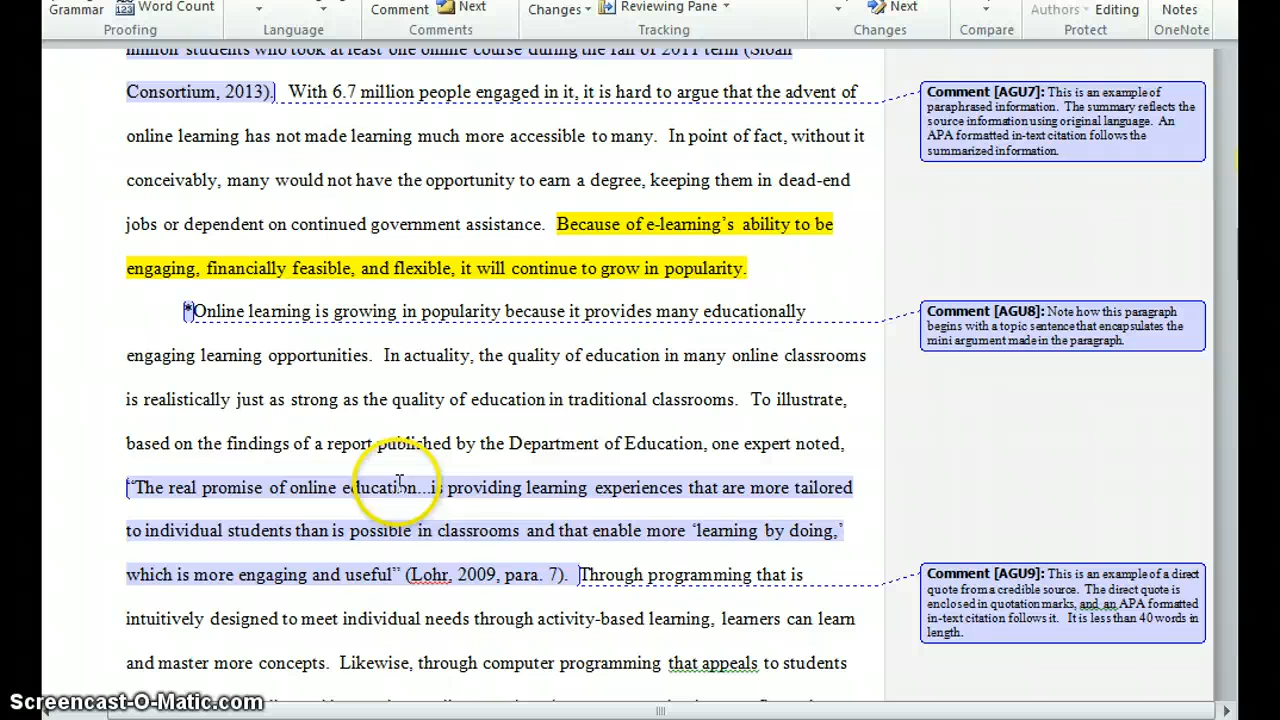 Grammar Word Count Comment Next Changes Reviewing Pane Next Authors Editing Notes
Proofing Language Comments Tracking Changes Compare Protect OneNote
million students who took at least one online course during the fall of 2011 term (Sloan
Consortium, 2013).  With 6.7 million people engaged in it, it is hard to argue that the advent of
online learning has not made learning much more accessible to many.  In point of fact, without it
conceivably, many would not have the opportunity to earn a degree, keeping them in dead-end
jobs or dependent on continued government assistance.  Because of e-learning’s ability to be
engaging, financially feasible, and flexible, it will continue to grow in popularity.
*Online learning is growing in popularity because it provides many educationally
engaging learning opportunities.  In actuality, the quality of education in many online classrooms
is realistically just as strong as the quality of education in traditional classrooms.  To illustrate,
based on the findings of a report published by the Department of Education, one expert noted,
“The real promise of online education...is providing learning experiences that are more tailored
to individual students than is possible in classrooms and that enable more ‘learning by doing,’
which is more engaging and useful” (Lohr, 2009, para. 7).  Through programming that is
intuitively designed to meet individual needs through activity-based learning, learners can learn
and master more concepts.  Likewise, through computer programming that appeals to students
Comment [AGU7]: This is an example of
paraphrased information.  The summary reflects the
source information using original language.  An
APA formatted in-text citation follows the
summarized information.
Comment [AGU8]: Note how this paragraph
begins with a topic sentence that encapsulates the
mini argument made in the paragraph.
Comment [AGU9]: This is an example of a direct
quote from a credible source.  The direct quote is
enclosed in quotation marks, and an APA formatted
in-text citation follows it.  It is less than 40 words in
length.
Screencast-O-Matic.com